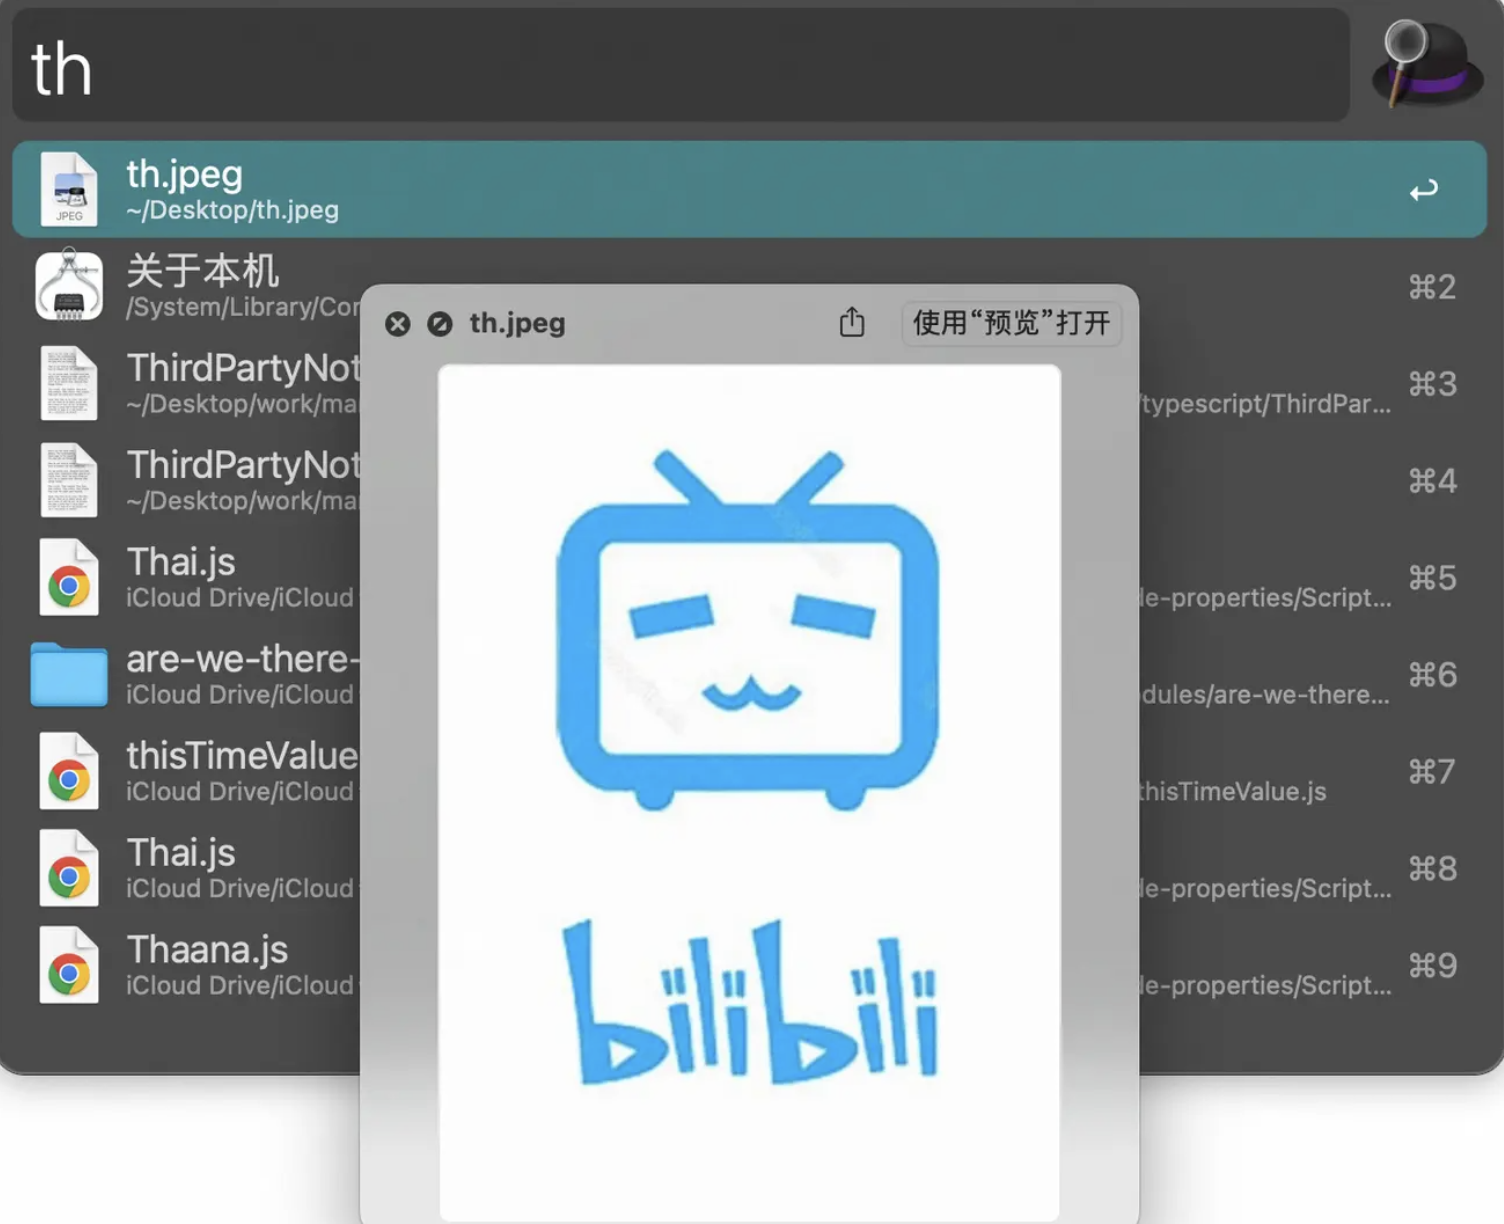 th
th.jpeg
~/Desktop/th.jpeg
JPEG
关于本机
/System/Library/Cor
⌘2
th.jpeg
使用“预览”打开
ThirdPartyNot
~/Desktop/work/ma
/typescript/ThirdPar...
⌘3
ThirdPartyNot
~/Desktop/work/ma
⌘4
Thai.js
iCloud Drive/iCloud
de-properties/Script...
⌘5
are-we-there-
iCloud Drive/iCloud
dules/are-we-there...
⌘6
thisTimeValue
iCloud Drive/iCloud
thisTimeValue.js
⌘7
Thai.js
iCloud Drive/iCloud
de-properties/Script...
⌘8
Thaana.js
iCloud Drive/iCloud
de-properties/Script...
⌘9
bilibili